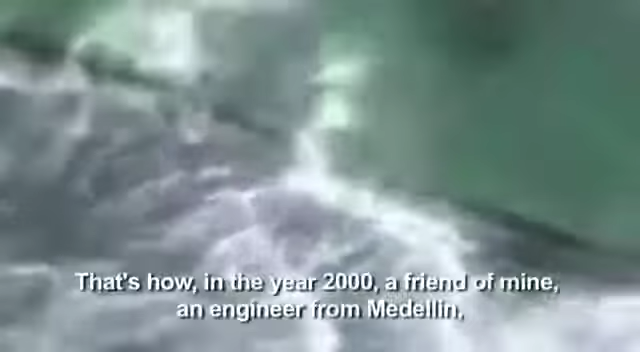 That's how, in the year 2000, a friend of mine,
an engineer from Medellin,